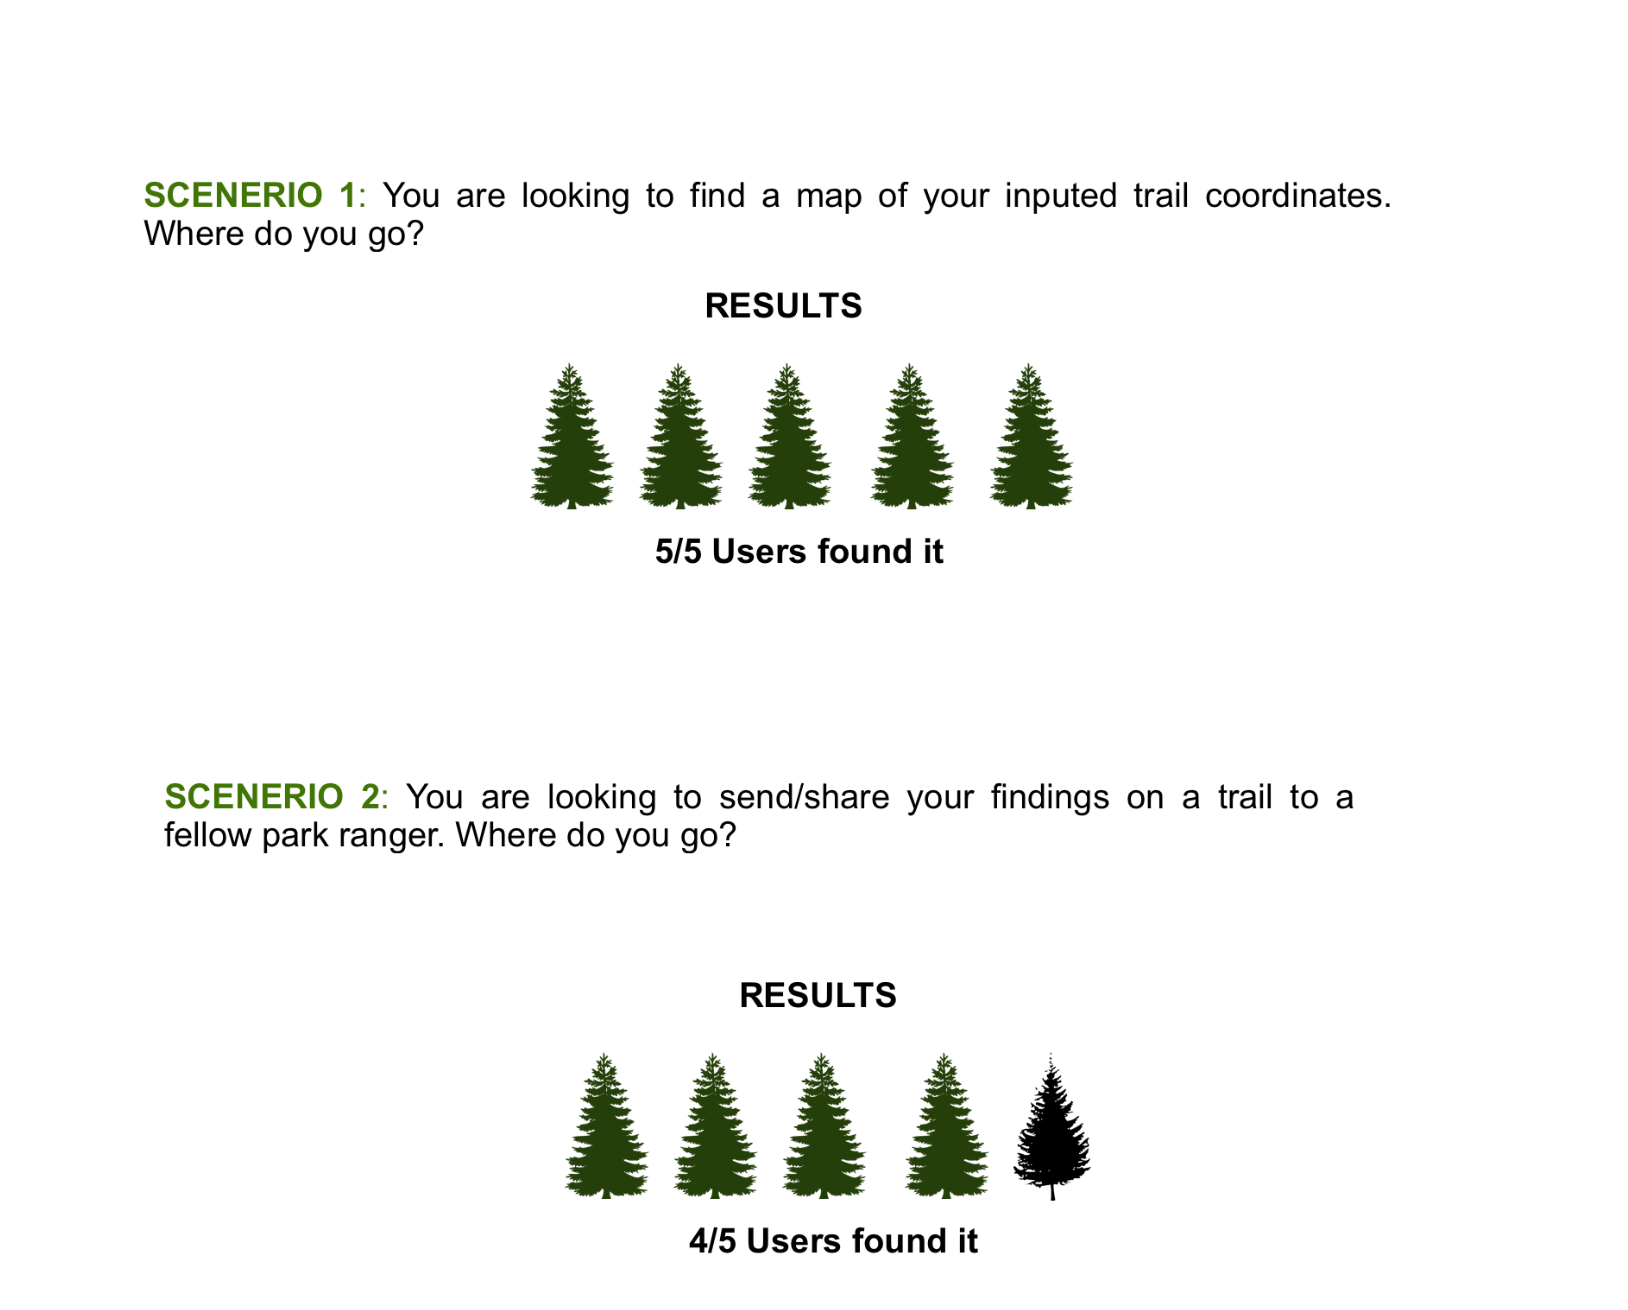 SCENERIO 1: You are looking to find a map of your inputed trail coordinates.
Where do you go?
RESULTS
5/5 Users found it
SCENERIO 2: You are looking to send/share your findings on a trail to a
fellow park ranger. Where do you go?
RESULTS
4/5 Users found it